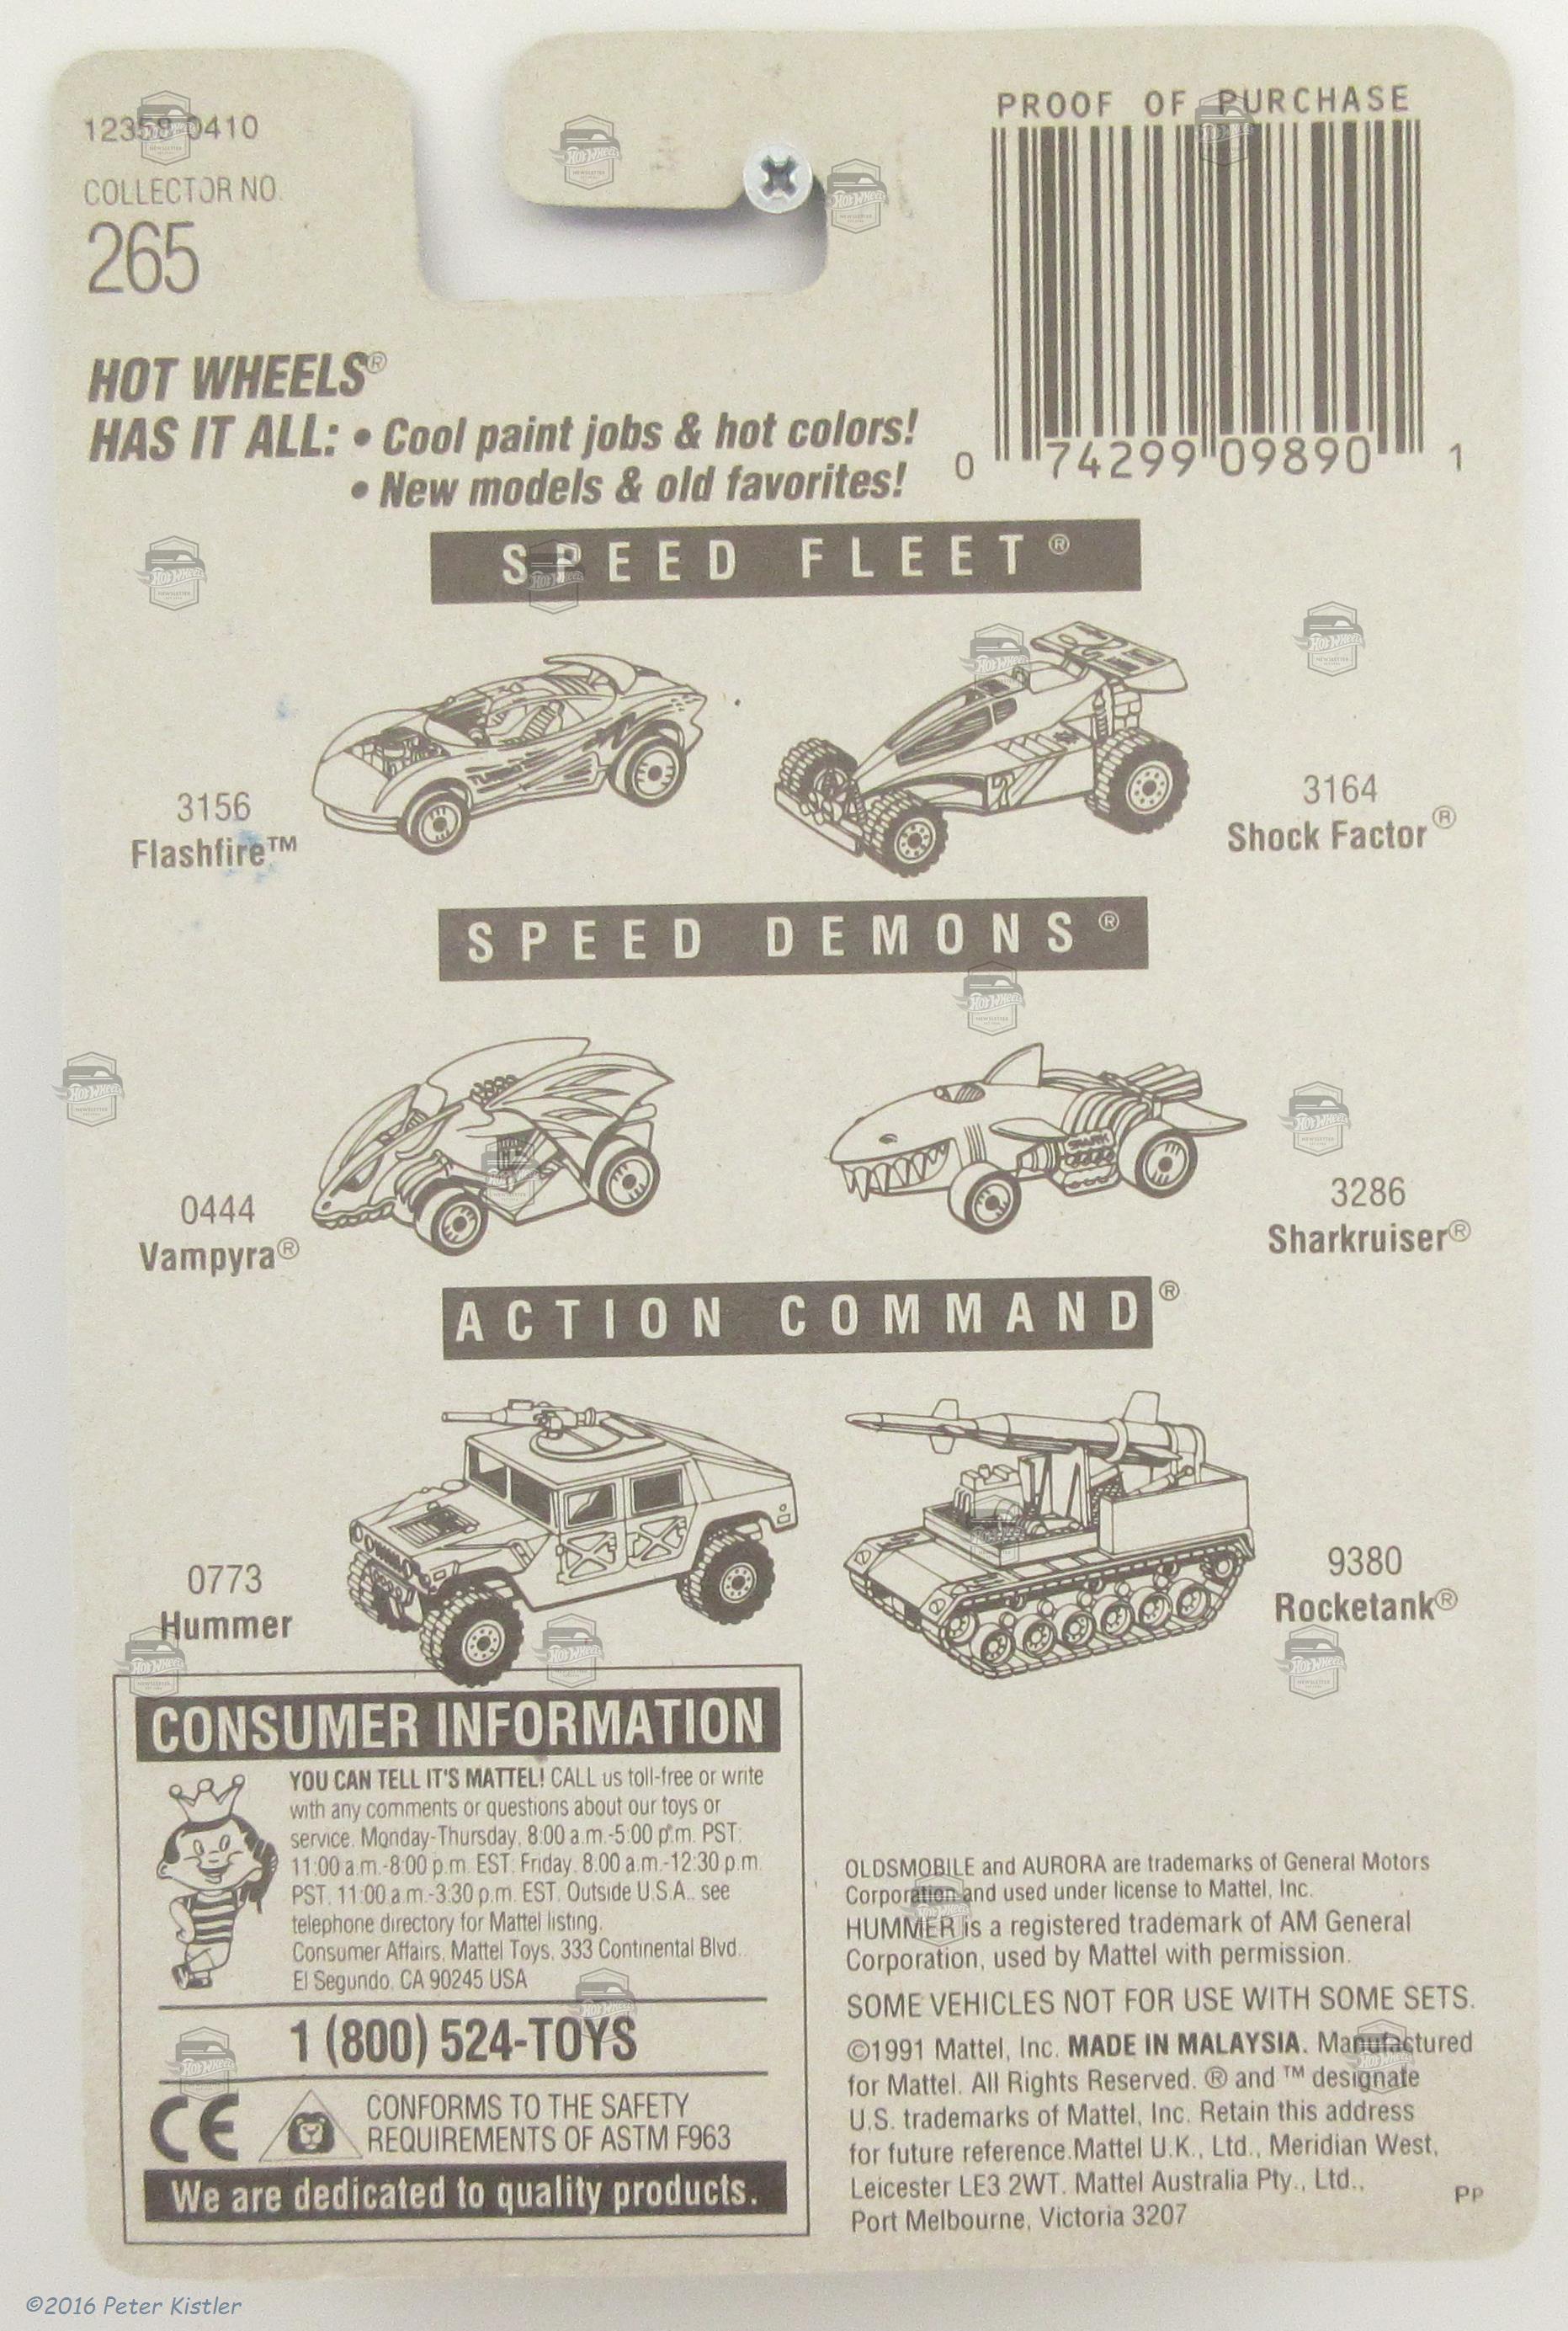 12358-0410
COLLECTOR NO.
265
PROOF OF PURCHASE
0 74299 09890 1
HOT WHEELS®
HAS IT ALL: • Cool paint jobs & hot colors!
• New models & old favorites!
SPEED FLEET®
TURBO
3156
Flashfire™
3164
Shock Factor®
SPEED DEMONS®
SHARK
0444
Vampyra®
3286
Sharkruiser®
ACTION COMMAND®
0773
Hummer
9380
Rocketank®
CONSUMER INFORMATION
YOU CAN TELL IT'S MATTEL! CALL us toll-free or write
with any comments or questions about our toys or
service. Monday-Thursday, 8:00 a.m.-5:00 p.m. PST;
11:00 a.m.-8:00 p.m. EST; Friday, 8:00 a.m.-12:30 p.m.
PST, 11:00 a.m.-3:30 p.m. EST. Outside U.S.A., see
telephone directory for Mattel listing.
Consumer Affairs, Mattel Toys, 333 Continental Blvd.
El Segundo, CA 90245 USA
1 (800) 524-TOYS
CE
CONFORMS TO THE SAFETY
REQUIREMENTS OF ASTM F963
We are dedicated to quality products.
OLDSMOBILE and AURORA are trademarks of General Motors
Corporation and used under license to Mattel, Inc.
HUMMER is a registered trademark of AM General
Corporation, used by Mattel with permission.
SOME VEHICLES NOT FOR USE WITH SOME SETS.
©1991 Mattel, Inc. MADE IN MALAYSIA. Manufactured
for Mattel. All Rights Reserved. ® and ™ designate
U.S. trademarks of Mattel, Inc. Retain this address
for future reference.Mattel U.K., Ltd., Meridian West,
Leicester LE3 2WT. Mattel Australia Pty., Ltd.,
Port Melbourne, Victoria 3207
PP
©2016 Peter Kistler